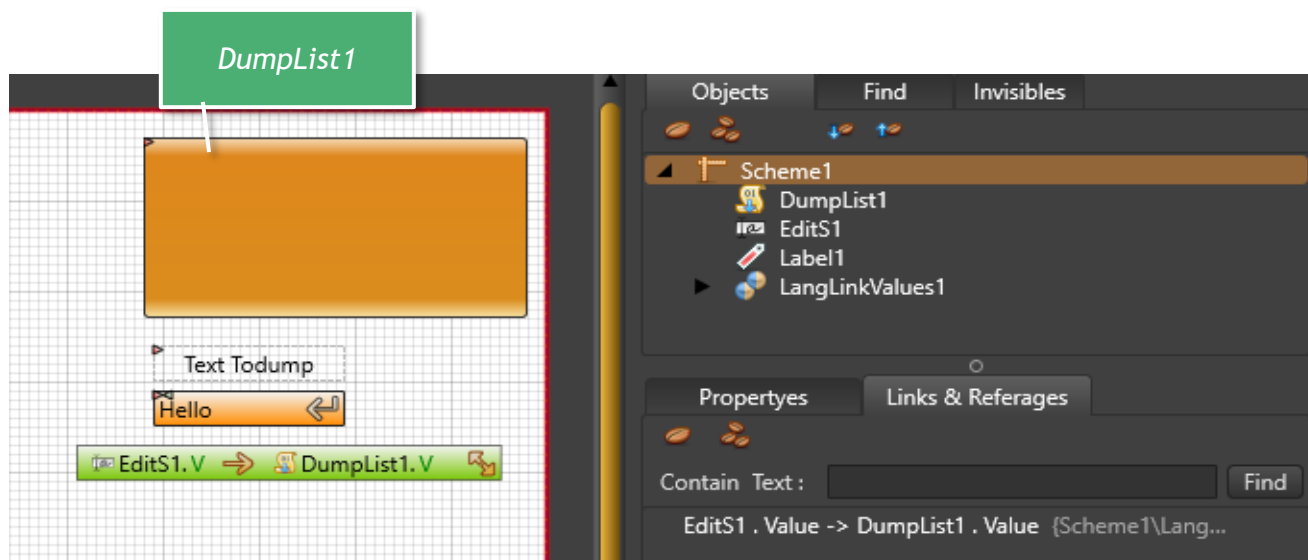 DumpList1
Objects Find Invisibles
Scheme1
DumpList1
EditS1
Label1
LangLinkValues1
Text Todump
Hello
EditS1.V DumpList1.V
Propertyes Links & Referages
Contain Text : Find
EditS1 . Value -> DumpList1 . Value {Scheme1\Lang...